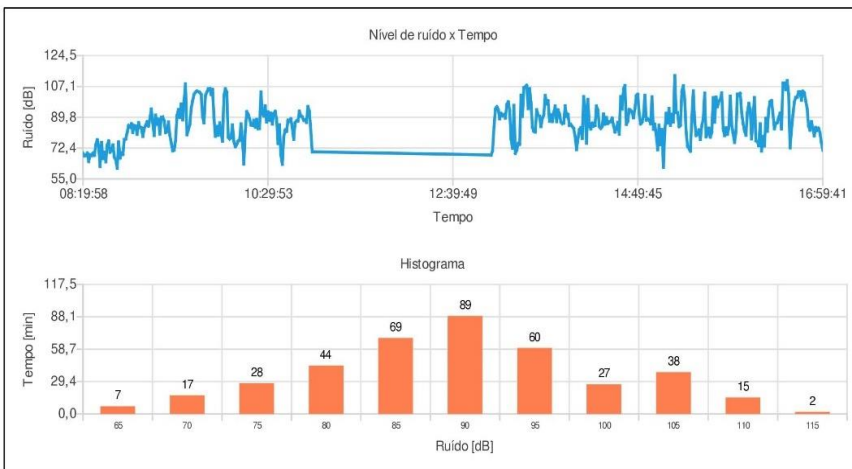 Nível de ruído x Tempo
124,5
107,1
89,8
72,4
55,0
Ruído [dB]
08:19:58 10:29:53 12:39:49 14:49:45 16:59:41
Tempo
Histograma
117,5
88,1
58,7
29,4
0,0
Tempo [min]
7 17 28 44 69 89 60 27 38 15 2
65 70 75 80 85 90 95 100 105 110 115
Ruído [dB]